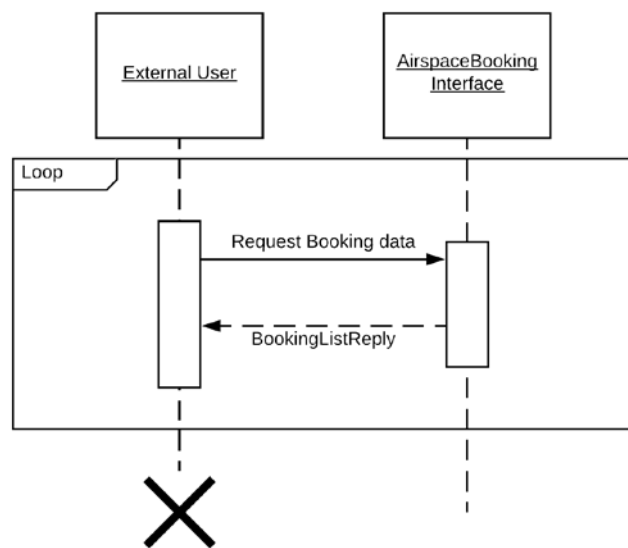 External User
AirspaceBooking
Interface
Loop
Request Booking data
BookingListReply